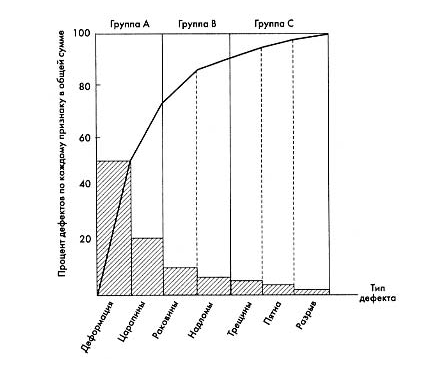 Группа А Группа В Группа С
Процент дефектов по каждому признаку в общей сумме
100
80
60
40
20
Тип
дефекта
Деформация
Царапины
Раковины
Надломы
Трещины
Пятна
Разрыв